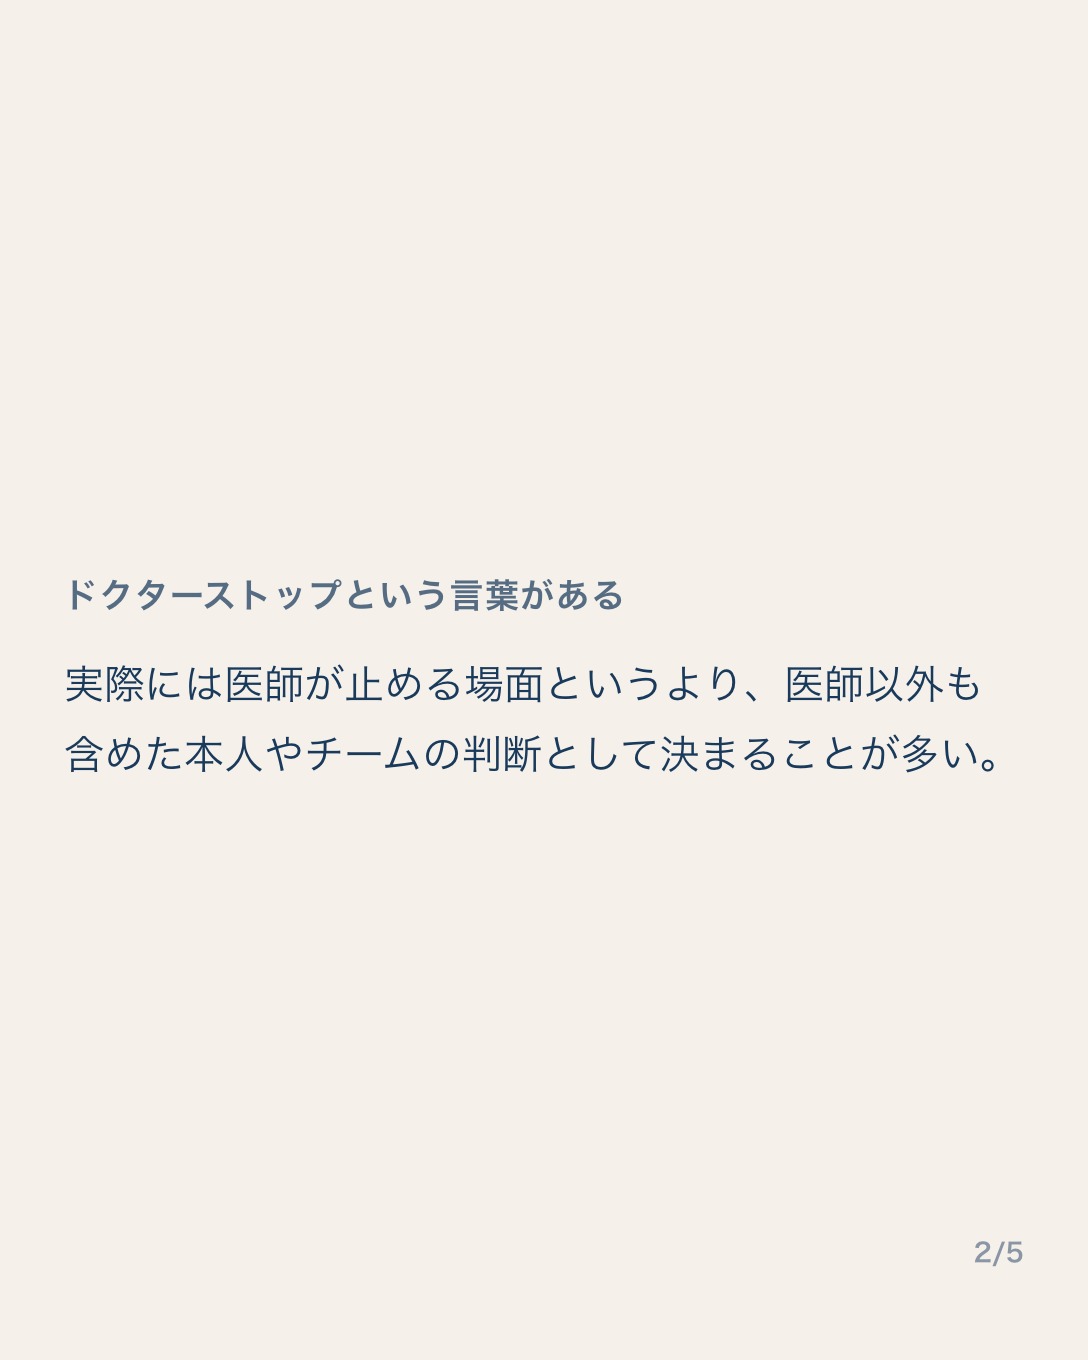 ドクターストップという言葉がある
実際には医師が止める場面というより、医師以外も
含めた本人やチームの判断として決まることが多い。
2/5